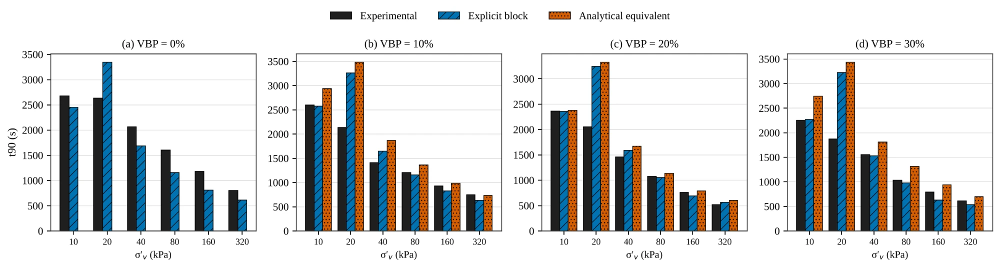 Experimental Explicit block Analytical equivalent
(a) VBP = 0% (b) VBP = 10% (c) VBP = 20% (d) VBP = 30%
t90 (s)
3500
3000
2500
2000
1500
1000
500
0
10 20 40 80 160 320
σ′v (kPa)
3500
3000
2500
2000
1500
1000
500
0
10 20 40 80 160 320
σ′v (kPa)
3000
2500
2000
1500
1000
500
0
10 20 40 80 160 320
σ′v (kPa)
3500
3000
2500
2000
1500
1000
500
0
10 20 40 80 160 320
σ′v (kPa)